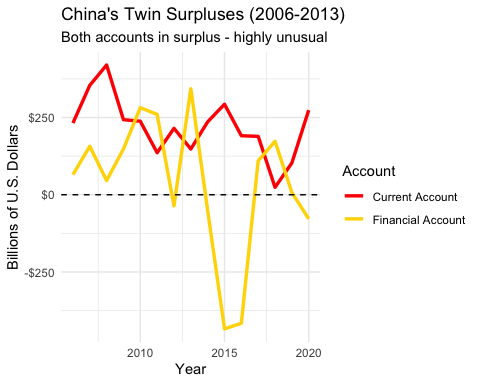 China's Twin Surpluses (2006-2013)
Both accounts in surplus - highly unusual
Billions of U.S. Dollars
$250
$0
-$250
2010
2015
2020
Year
Account
Current Account
Financial Account